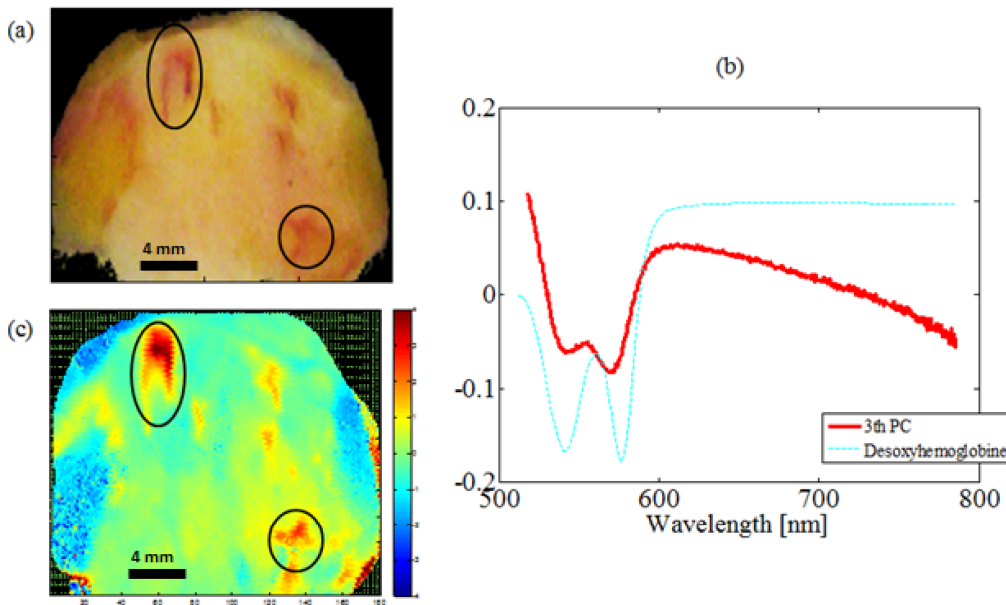 (a)
4 mm
(b)
0.2
0.1
0
-0.1
-0.2
500
600
700
800
Wavelength [nm]
3th PC
Desoxyhemoglobine
(c)
4 mm